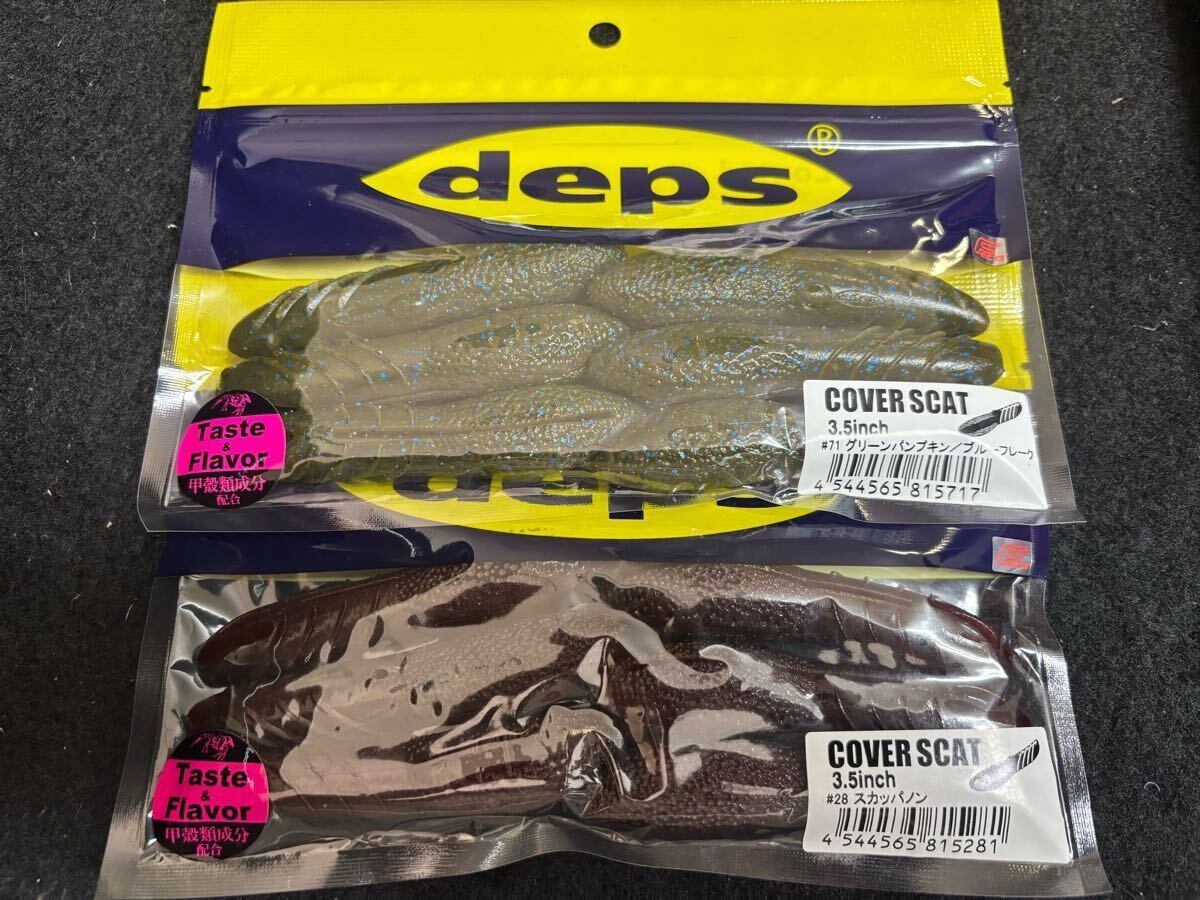 deps®
COVER SCAT
3.5inch
#71 グリーンパンプキン/ブルーフレーク
4 544565 815717
Taste
&
Flavor
甲殻類成分
配合
deps
COVER SCAT
3.5inch
#28 スカッパノン
4 544565 815281
Taste
&
Flavor
甲殻類成分
配合